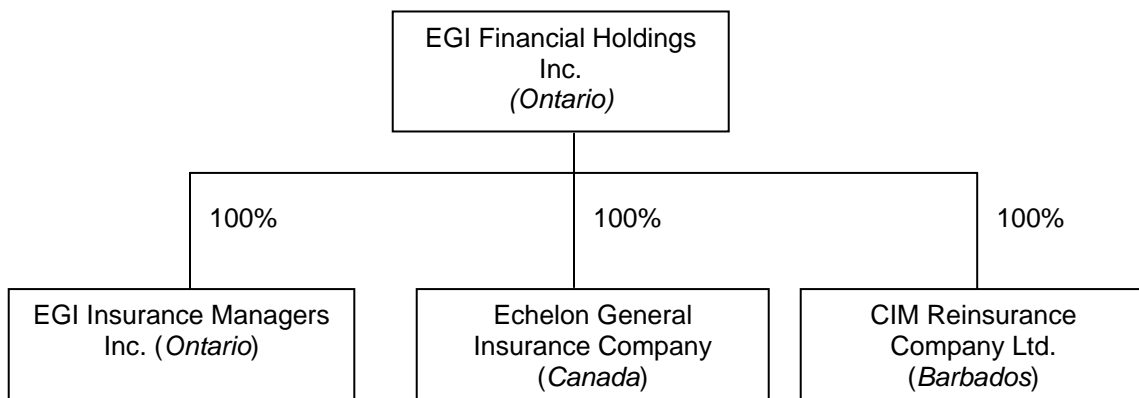 EGI Financial Holdings
Inc.
(Ontario)
100%
100%
100%
EGI Insurance Managers
Inc. (Ontario)
Echelon General
Insurance Company
(Canada)
CIM Reinsurance
Company Ltd.
(Barbados)